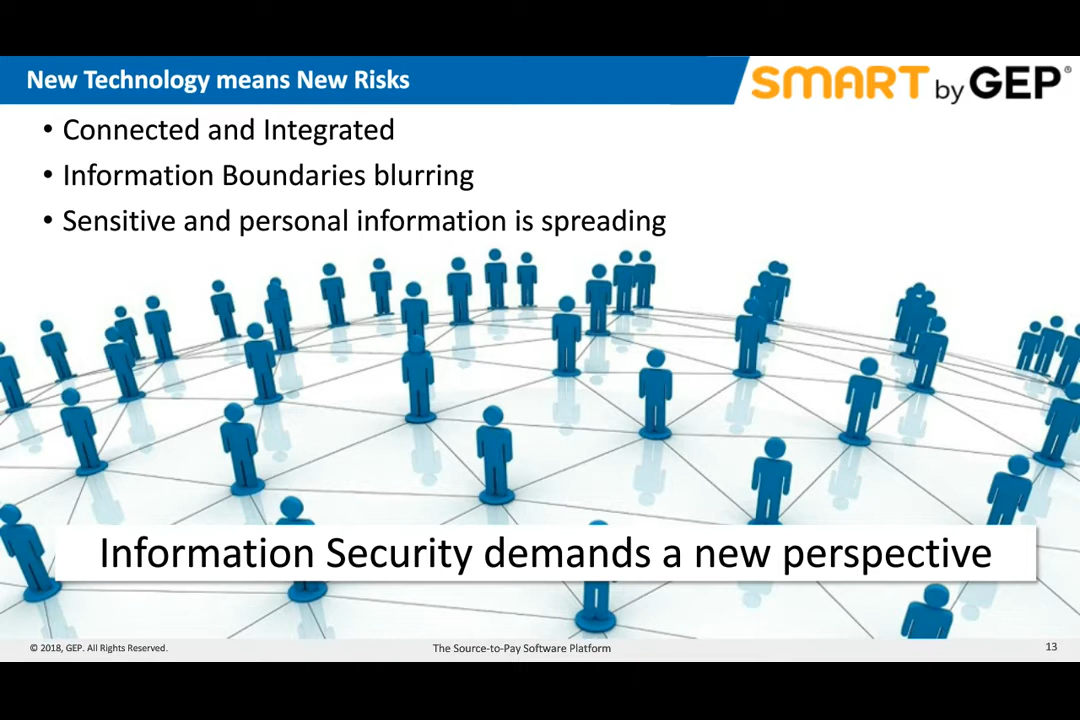 New Technology means New Risks
SMART by GEP®
• Connected and Integrated
• Information Boundaries blurring
• Sensitive and personal information is spreading
Information Security demands a new perspective
© 2018, GEP. All Rights Reserved.
The Source-to-Pay Software Platform
13